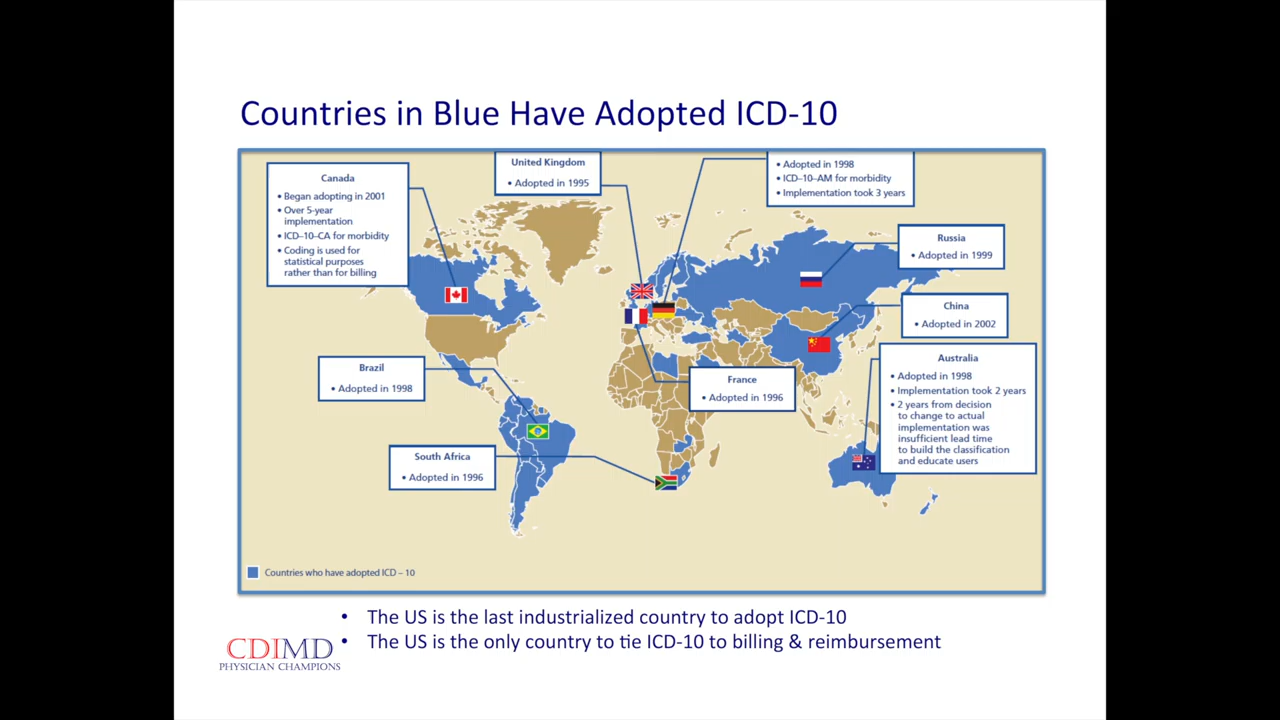 Countries in Blue Have Adopted ICD-10
Canada
• Began adopting in 2001
• Over 5-year
implementation
• ICD–10–CA for morbidity
• Coding is used for
statistical purposes
rather than for billing
United Kingdom
• Adopted in 1995
• Adopted in 1998
• ICD–10–AM for morbidity
• Implementation took 3 years
Russia
• Adopted in 1999
China
• Adopted in 2002
Brazil
• Adopted in 1998
France
• Adopted in 1996
Australia
• Adopted in 1998
• Implementation took 2 years
• 2 years from decision
to change to actual
implementation was
insufficient lead time
to build the classification
and educate users
South Africa
• Adopted in 1996
Countries who have adopted ICD – 10
• The US is the last industrialized country to adopt ICD-10
• The US is the only country to tie ICD-10 to billing & reimbursement
CDIMD
PHYSICIAN CHAMPIONS